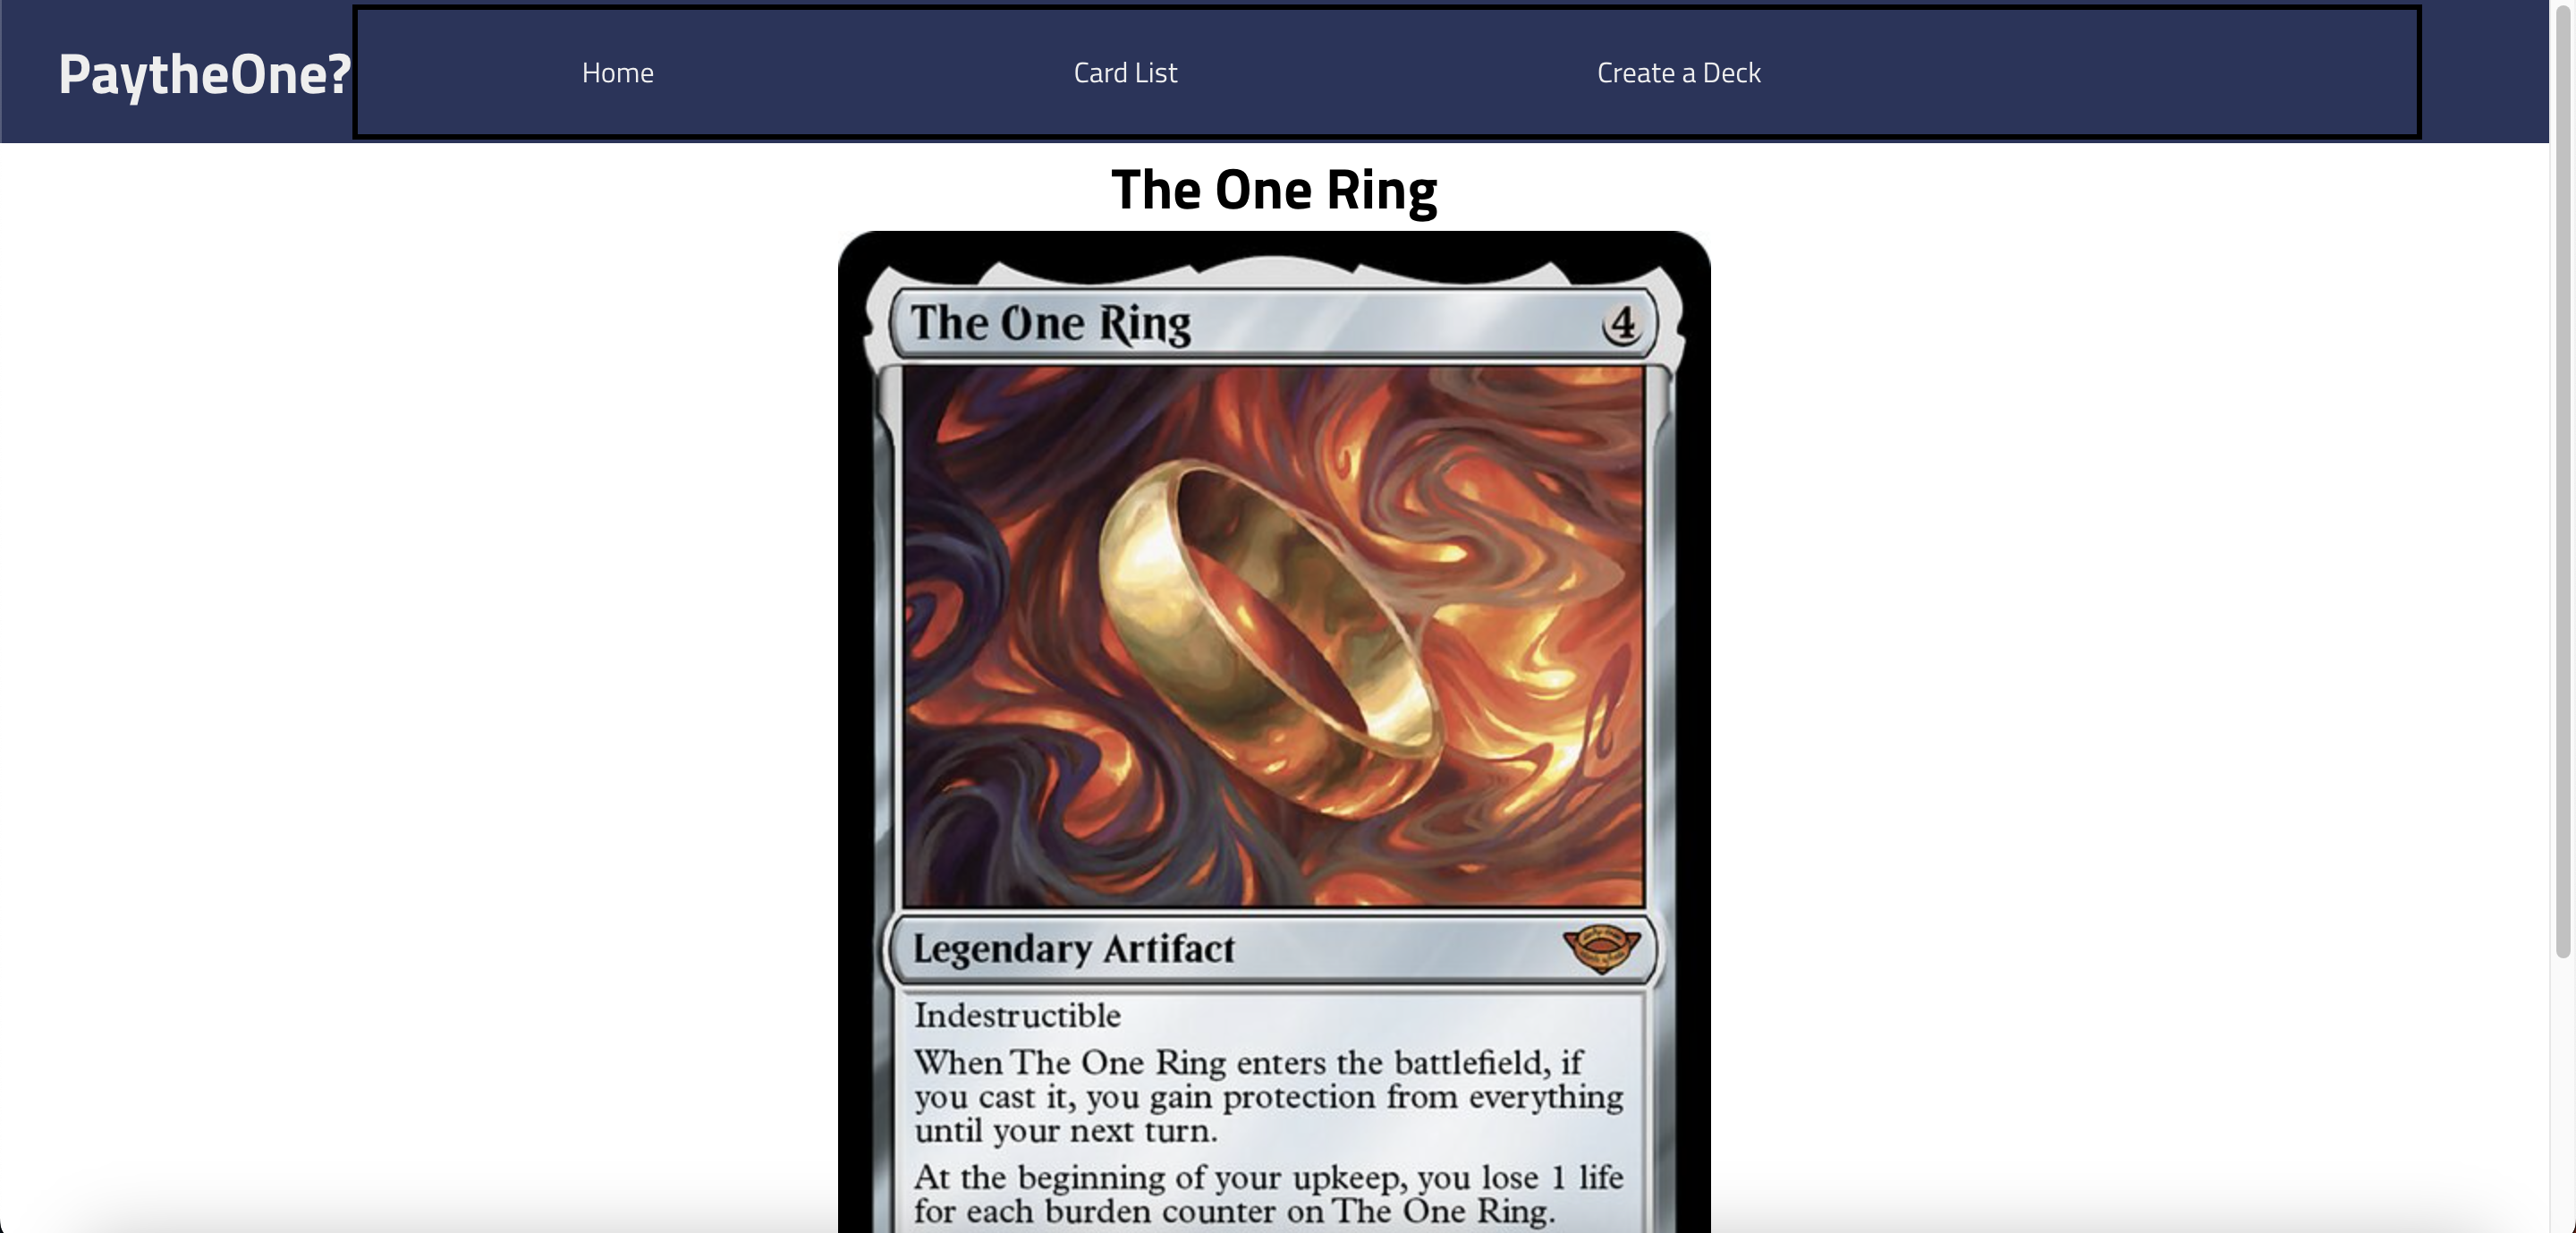 PaytheOne?
Home
Card List
Create a Deck
The One Ring
The One Ring
4
Legendary Artifact
Indestructible
When The One Ring enters the battlefield, if
you cast it, you gain protection from everything
until your next turn.
At the beginning of your upkeep, you lose 1 life
for each burden counter on The One Ring.